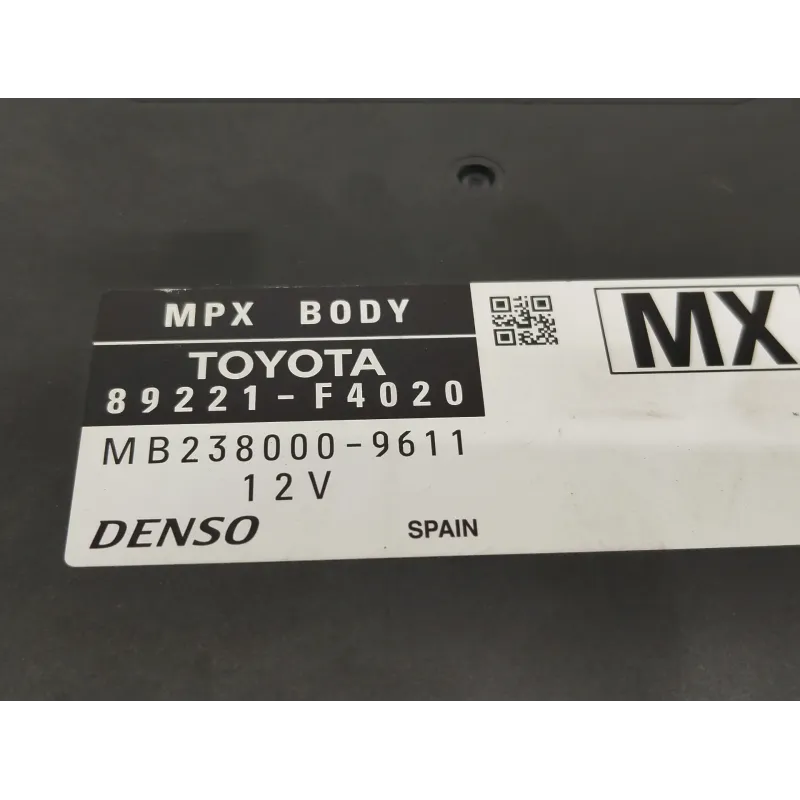 MPX BODY
TOYOTA
89221-F4020
MB238000-9611
12V
DENSO SPAIN
MX